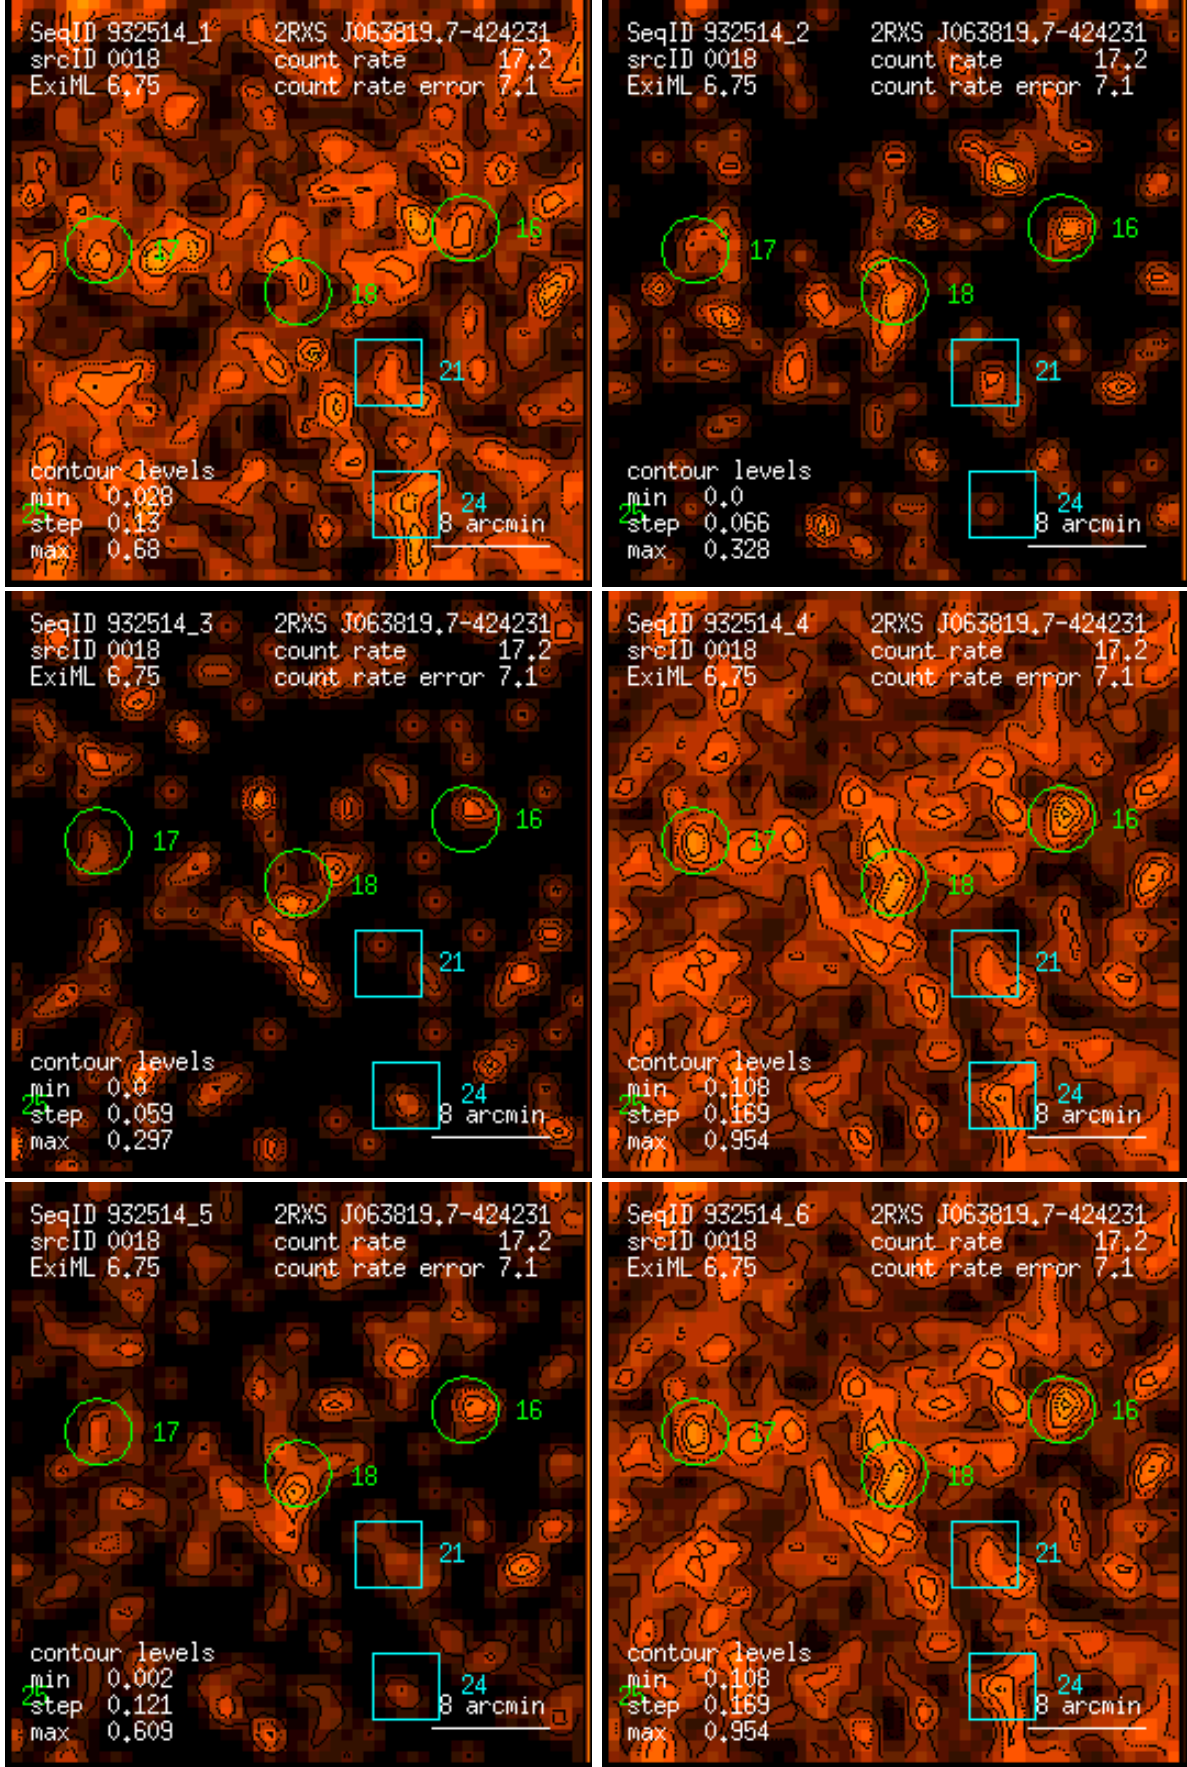 SeqID 932514_1 2RXS J063819.7-424231
srcID 0018 count rate 17.2
ExiML 6.75 count rate error 7.1
16
17
18
21
contour levels
min 0.028
24
25
step 0.13 8 arcmin
max 0.68
SeqID 932514_2 2RXS J063819.7-424231
srcID 0018 count rate 17.2
ExiML 6.75 count rate error 7.1
16
17
18
21
contour levels
min 0.0
24
25
step 0.066 8 arcmin
max 0.328
SeqID 932514_3 2RXS J063819.7-424231
srcID 0018 count rate 17.2
ExiML 6.75 count rate error 7.1
16
17
18
21
contour levels
min 0.0
24
25
step 0.059 8 arcmin
max 0.297
SeqID 932514_4 2RXS J063819.7-424231
srcID 0018 count rate 17.2
ExiML 6.75 count rate error 7.1
16
17
18
21
contour levels
min 0.108
24
25
step 0.169 8 arcmin
max 0.954
SeqID 932514_5 2RXS J063819.7-424231
srcID 0018 count rate 17.2
ExiML 6.75 count rate error 7.1
16
17
18
21
contour levels
min 0.002
24
25
step 0.121 8 arcmin
max 0.609
SeqID 932514_6 2RXS J063819.7-424231
srcID 0018 count rate 17.2
ExiML 6.75 count rate error 7.1
16
17
18
21
contour levels
min 0.108
24
25
step 0.169 8 arcmin
max 0.954